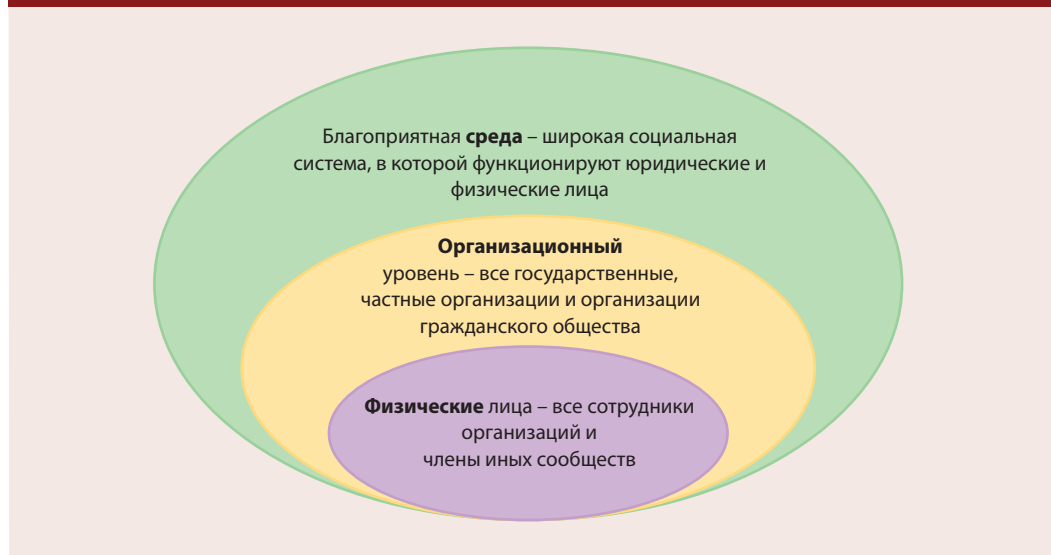 Благоприятная среда – широкая социальная
система, в которой функционируют юридические и
физические лица
Организационный
уровень – все государственные,
частные организации и организации
гражданского общества
Физические лица – все сотрудники
организаций и
члены иных сообществ